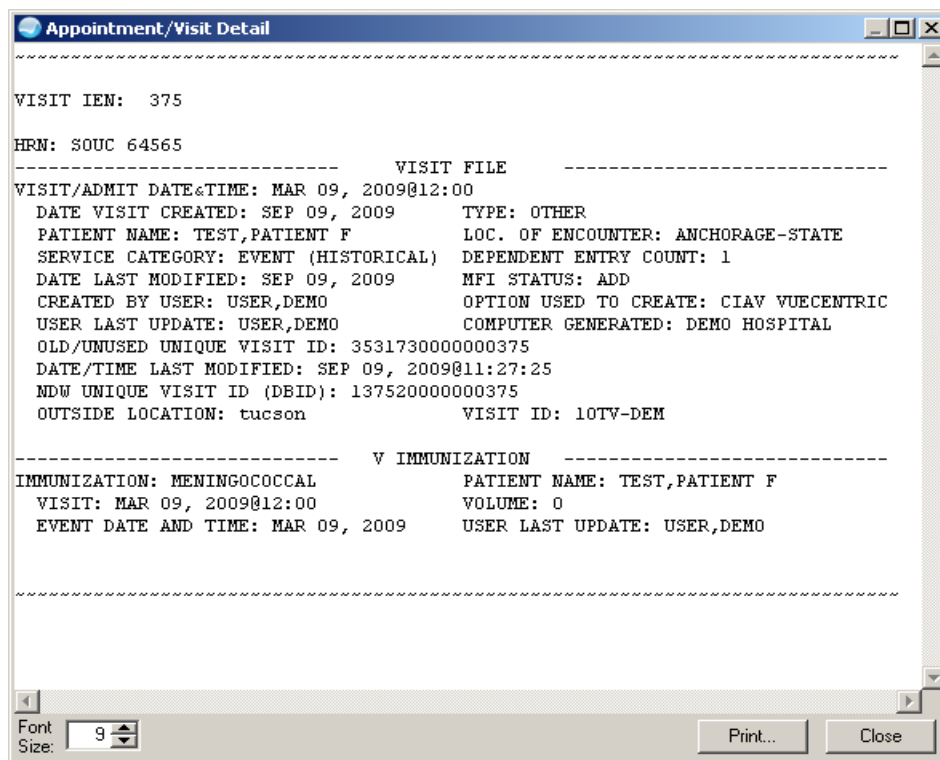 Appointment/Visit Detail
~~~~~~~~~~~~~~~~~~~~~~~~~~~~~~~~~~~~~~~~~~~~~~~~~~~~~~~~~~~~~~~~~~~~~~~~~~~~~~~
VISIT IEN:  375
HRN: SOUC 64565
-----------------------------     VISIT FILE     -----------------------------
VISIT/ADMIT DATE&TIME: MAR 09, 2009@12:00
DATE VISIT CREATED: SEP 09, 2009      TYPE: OTHER
PATIENT NAME: TEST,PATIENT F          LOC. OF ENCOUNTER: ANCHORAGE-STATE
SERVICE CATEGORY: EVENT (HISTORICAL)  DEPENDENT ENTRY COUNT: 1
DATE LAST MODIFIED: SEP 09, 2009      MFI STATUS: ADD
CREATED BY USER: USER,DEMO            OPTION USED TO CREATE: CIAV VUECENTRIC
USER LAST UPDATE: USER,DEMO           COMPUTER GENERATED: DEMO HOSPITAL
OLD/UNUSED UNIQUE VISIT ID: 3531730000000375
DATE/TIME LAST MODIFIED: SEP 09, 2009@11:27:25
NDW UNIQUE VISIT ID (DBID): 137520000000375
OUTSIDE LOCATION: tucson              VISIT ID: 10TV-DEM
-----------------------------   V IMMUNIZATION   -----------------------------
IMMUNIZATION: MENINGOCOCCAL             PATIENT NAME: TEST,PATIENT F
VISIT: MAR 09, 2009@12:00             VOLUME: 0
EVENT DATE AND TIME: MAR 09, 2009     USER LAST UPDATE: USER,DEMO
~~~~~~~~~~~~~~~~~~~~~~~~~~~~~~~~~~~~~~~~~~~~~~~~~~~~~~~~~~~~~~~~~~~~~~~~~~~~~~~
Font Size: 9 Print... Close